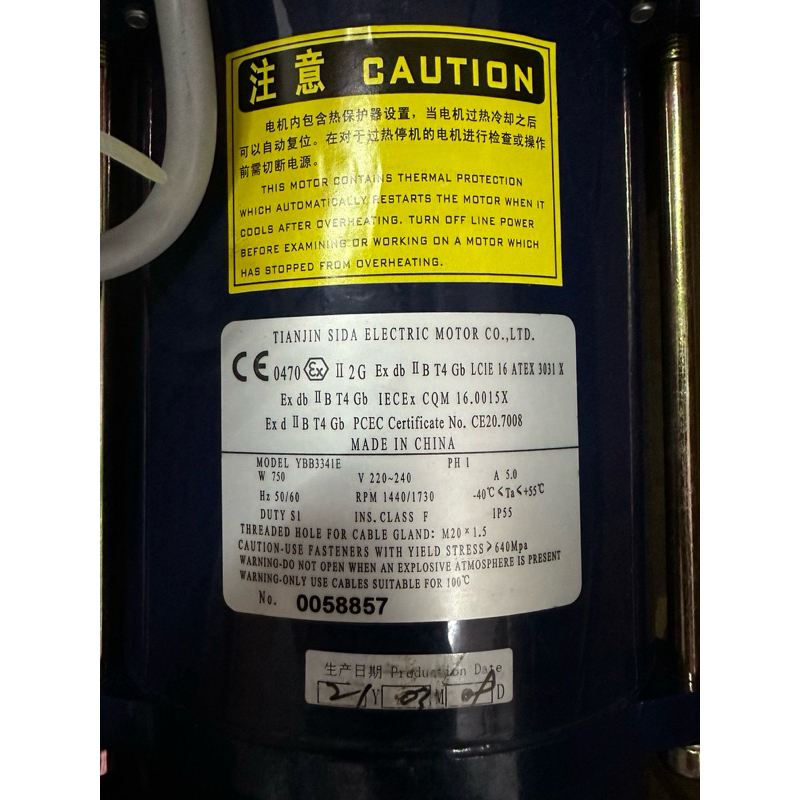 注意 CAUTION
电机内包含热保护器设置，当电机过热冷却之后
可以自动复位。在对于过热停机的电机进行检查或操作
前需切断电源。
THIS MOTOR CONTAINS THERMAL PROTECTION
WHICH AUTOMATICALLY RESTARTS THE MOTOR WHEN IT
COOLS AFTER OVERHEATING. TURN OFF LINE POWER
BEFORE EXAMINING OR WORKING ON A MOTOR WHICH
HAS STOPPED FROM OVERHEATING.
TIANJIN SIDA ELECTRIC MOTOR CO.,LTD.
CE 0470 Ex II 2G Ex db IIB T4 Gb LCIE 16 ATEX 3031 X
Ex db IIB T4 Gb IECEx CQM 16.0015X
Ex d IIB T4 Gb PCEC Certificate No. CE20.7008
MADE IN CHINA
MODEL YBB3341E PH 1
W 750 V 220~240 A 5.0
Hz 50/60 RPM 1440/1730 -40℃≤Ta≤+55℃
DUTY S1 INS.CLASS F IP55
THREADED HOLE FOR CABLE GLAND: M20×1.5
CAUTION-USE FASTENERS WITH YIELD STRESS≥640Mpa
WARNING-DO NOT OPEN WHEN AN EXPLOSIVE ATMOSPHERE IS PRESENT
WARNING-ONLY USE CABLES SUITABLE FOR 100℃
No. 0058857
生产日期 Production Date
21 Y 03 M D